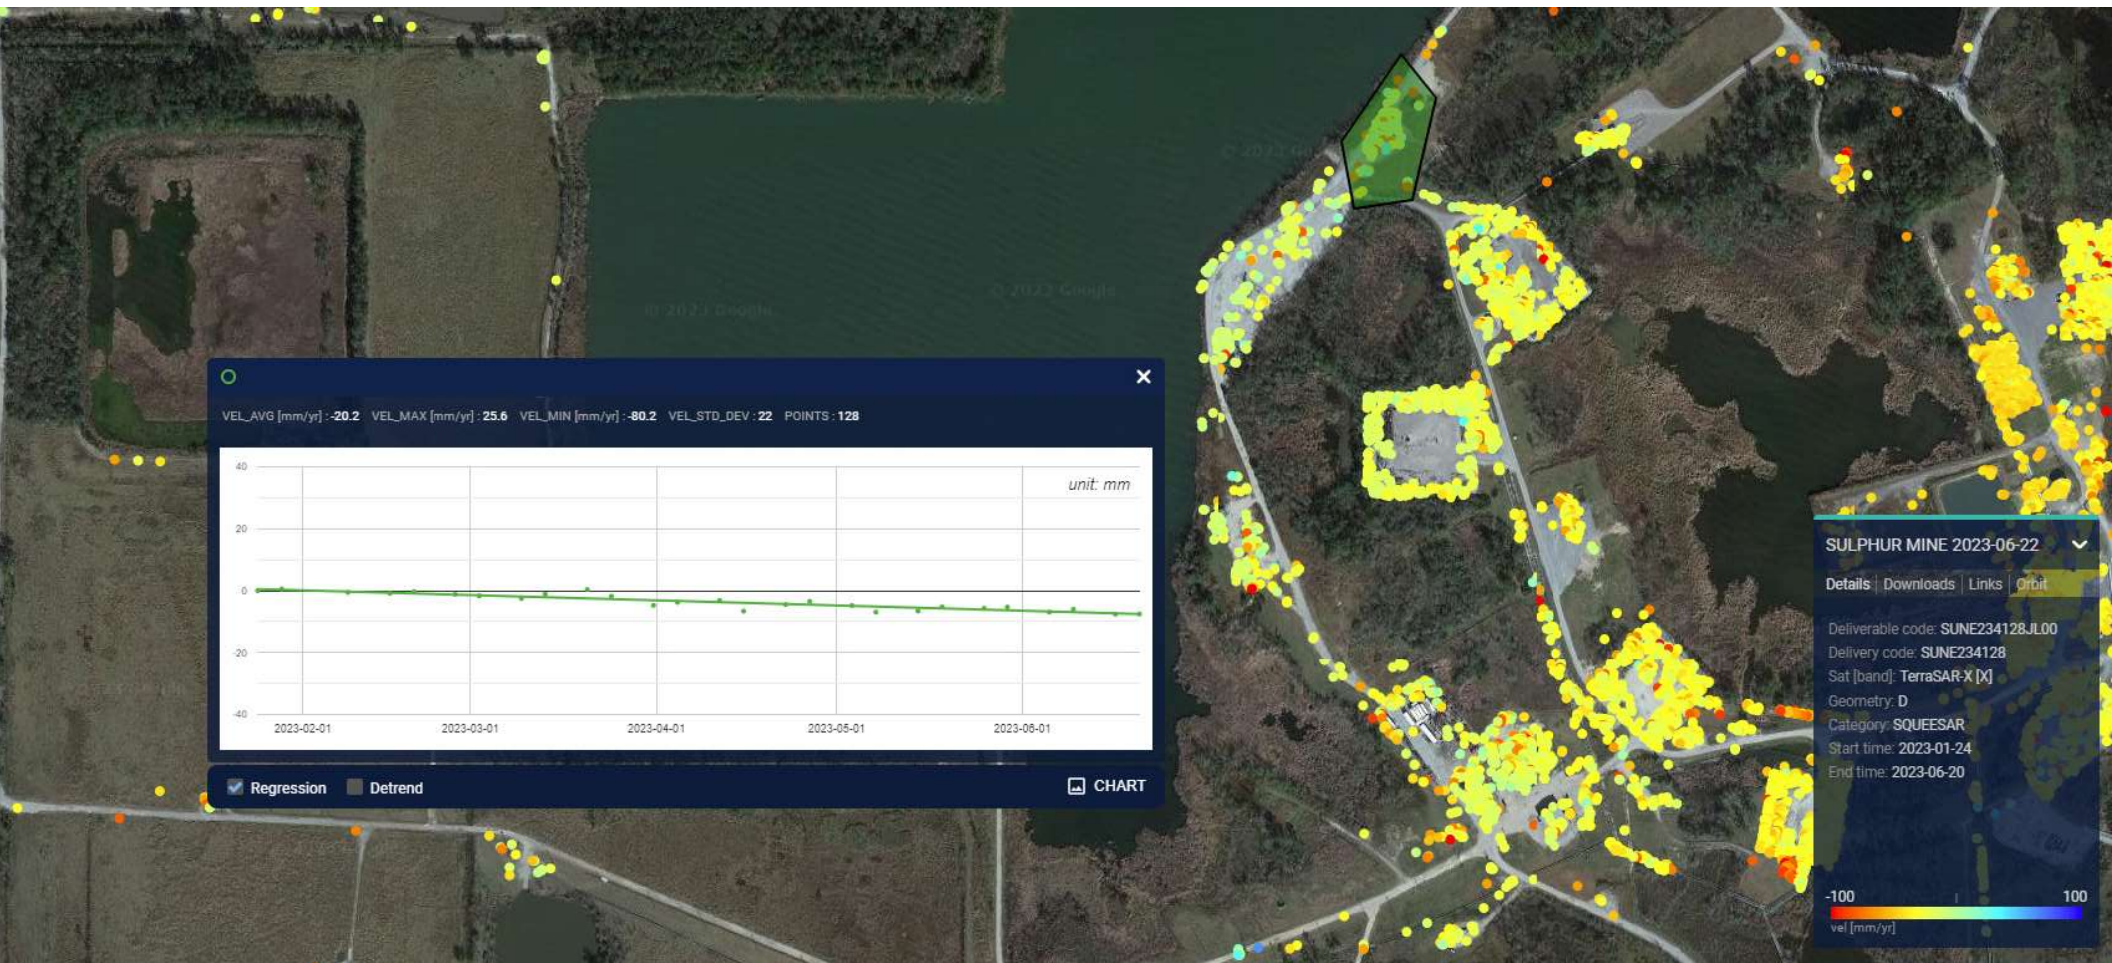 © 2023 Google
© 2023 Google
VEL_AVG [mm/yr] : -20.2 VEL_MAX [mm/yr] : 25.6 VEL_MIN [mm/yr] : -80.2 VEL_STD_DEV : 22 POINTS : 128
unit: mm
40
20
0
-20
-40
2023-02-01 2023-03-01 2023-04-01 2023-05-01 2023-06-01
Regression Detrend CHART
SULPHUR MINE 2023-06-22
Details | Downloads | Links | Orbit
Deliverable code: SUNE234128JL00
Delivery code: SUNE234128
Sat [band]: TerraSAR-X [X]
Geometry: D
Category: SQUEESAR
Start time: 2023-01-24
End time: 2023-06-20
-100 100
vel [mm/yr]